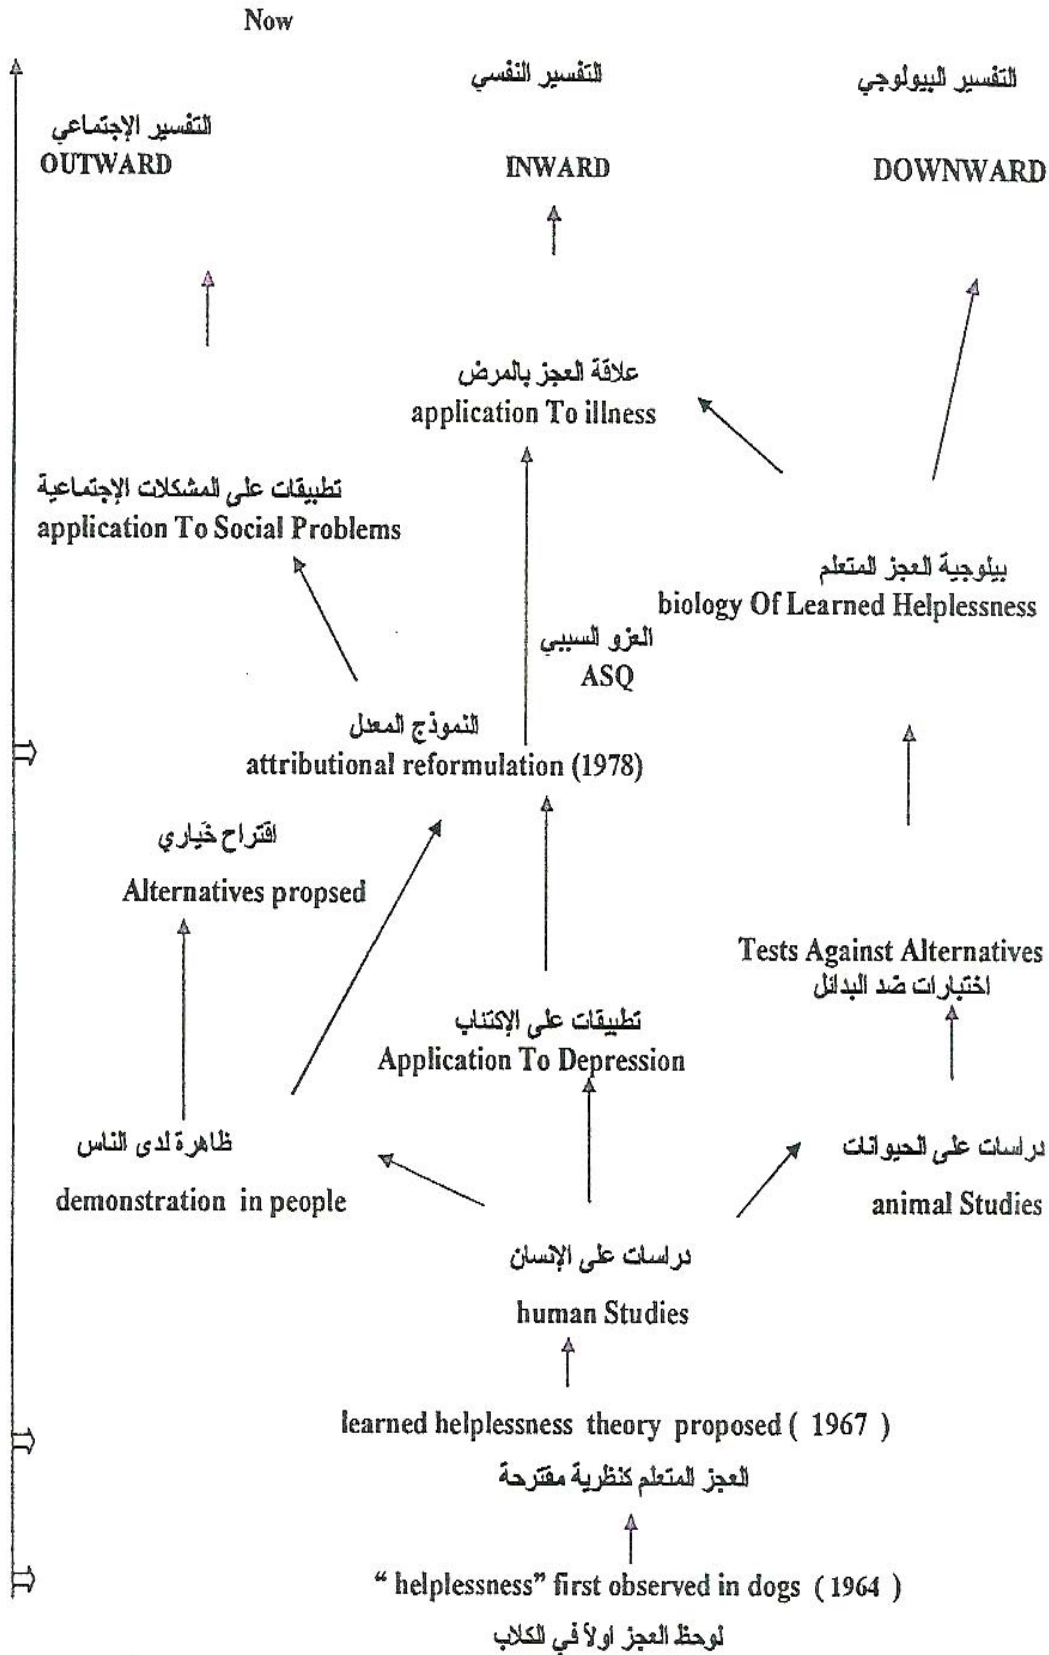 Now
التفسير البيولوجي
التفسير النفسي
التفسير الإجتماعي
OUTWARD
INWARD
DOWNWARD
علاقة العجز بالمرض
application To illness
تطبيقات على المشكلات الإجتماعية
application To Social Problems
بيلوجية العجز المتعلم
biology Of Learned Helplessness
العزو السببي
ASQ
النموذج المعدل
attributional reformulation (1978)
اقتراح خَياري
Alternatives propsed
Tests Against Alternatives
اختبارات ضد البدائل
تطبيقات على الإكتئاب
Application To Depression
ظاهرة لدى الناس
demonstration in people
دراسات على الحيوانات
animal Studies
دراسات على الإنسان
human Studies
learned helplessness theory proposed ( 1967 )
العجز المتعلم كنظرية مقترحة
“ helplessness” first observed in dogs ( 1964 )
لوحظ العجز اولاً في الكلاب